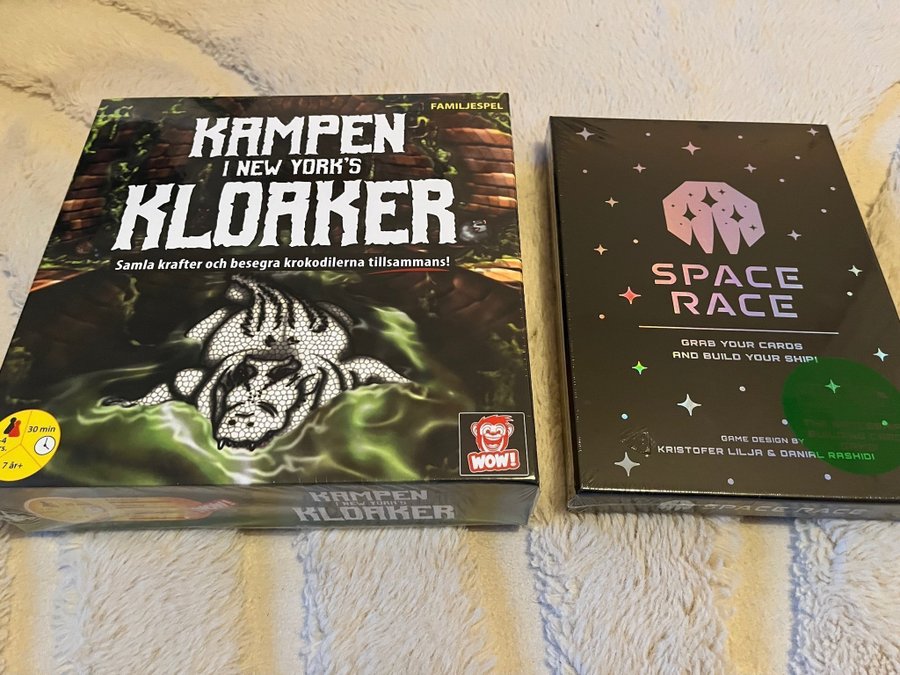 FAMILJESPEL
KAMPEN
I NEW YORK'S
KLOAKER
Samla krafter och besegra krokodilerna tillsammans!
30 min
7 år+
WOW!
KAMPEN
I NEW YORK'S
KLOAKER
SPACE
RACE
GRAB YOUR CARDS
AND BUILD YOUR SHIP!
GAME DESIGN BY
KRISTOFER LILJA & DANIAL RASHIDI
SPACE RACE